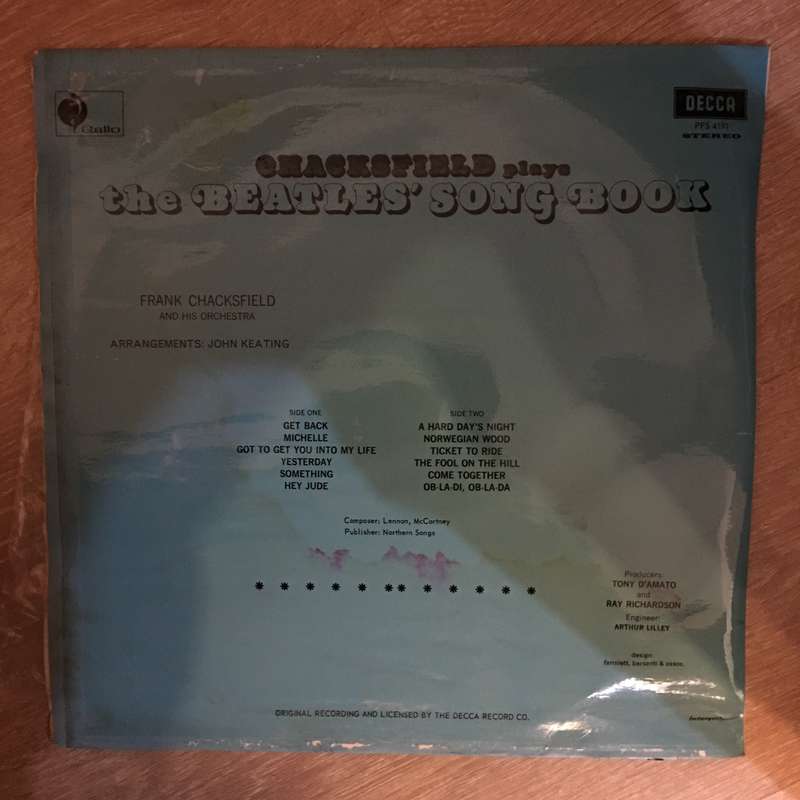 Gallo
DECCA
PFS 4191
STEREO
CHACKSFIELD plays
the BEATLES' SONG BOOK
FRANK CHACKSFIELD
AND HIS ORCHESTRA
ARRANGEMENTS: JOHN KEATING
SIDE ONE
GET BACK
MICHELLE
GOT TO GET YOU INTO MY LIFE
YESTERDAY
SOMETHING
HEY JUDE
SIDE TWO
A HARD DAY'S NIGHT
NORWEGIAN WOOD
TICKET TO RIDE
THE FOOL ON THE HILL
COME TOGETHER
OB-LA-DI, OB-LA-DA
Composer: Lennon, McCartney
Publisher: Northern Songs
Producers:
TONY D'AMATO
and
RAY RICHARDSON
Engineer:
ARTHUR LILLEY
design:
& assoc.
ORIGINAL RECORDING AND LICENSED BY THE DECCA RECORD CO.